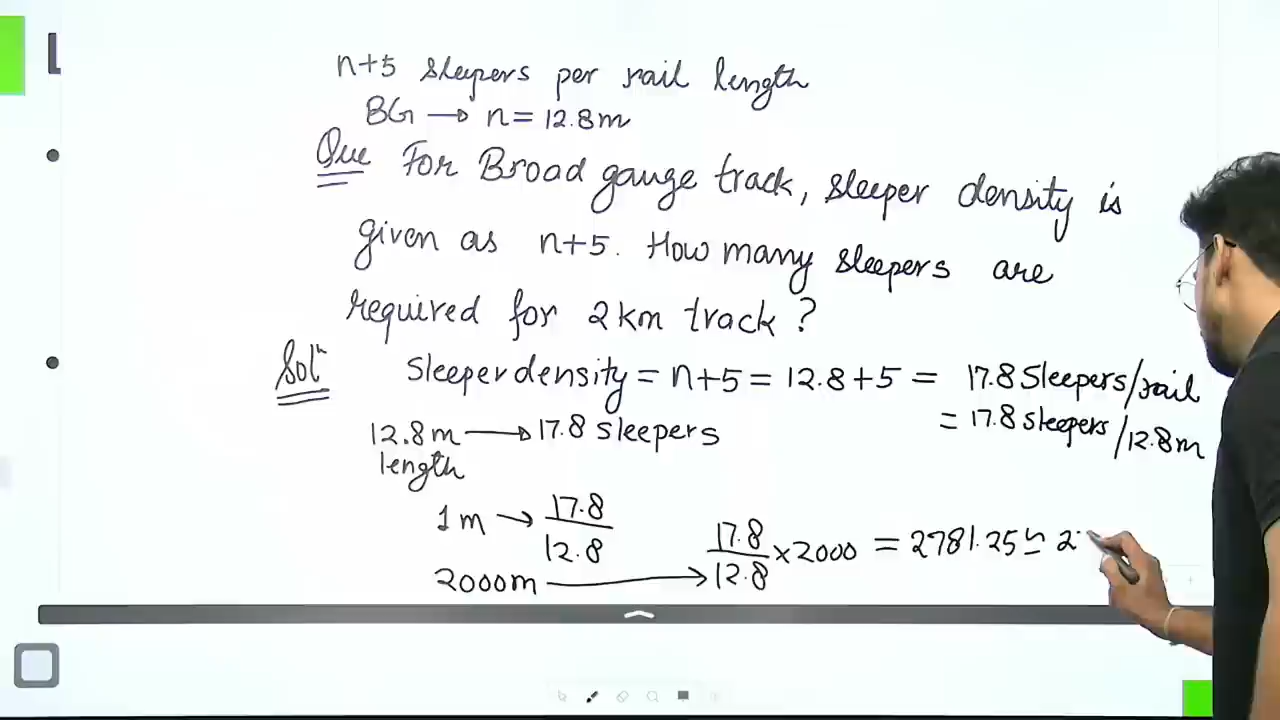 n+5 sleepers per rail length
BG → n = 12.8m
Que For Broad gauge track, sleeper density is
given as n+5. How many sleepers are
required for 2km track?
Solⁿ Sleeper density = n+5 = 12.8+5 = 17.8 Sleepers/rail
= 17.8 sleepers/12.8m
12.8m → 17.8 sleepers
length
1m → 17.8/12.8
2000m → 17.8/12.8 × 2000 = 2781.25 ≃ 2